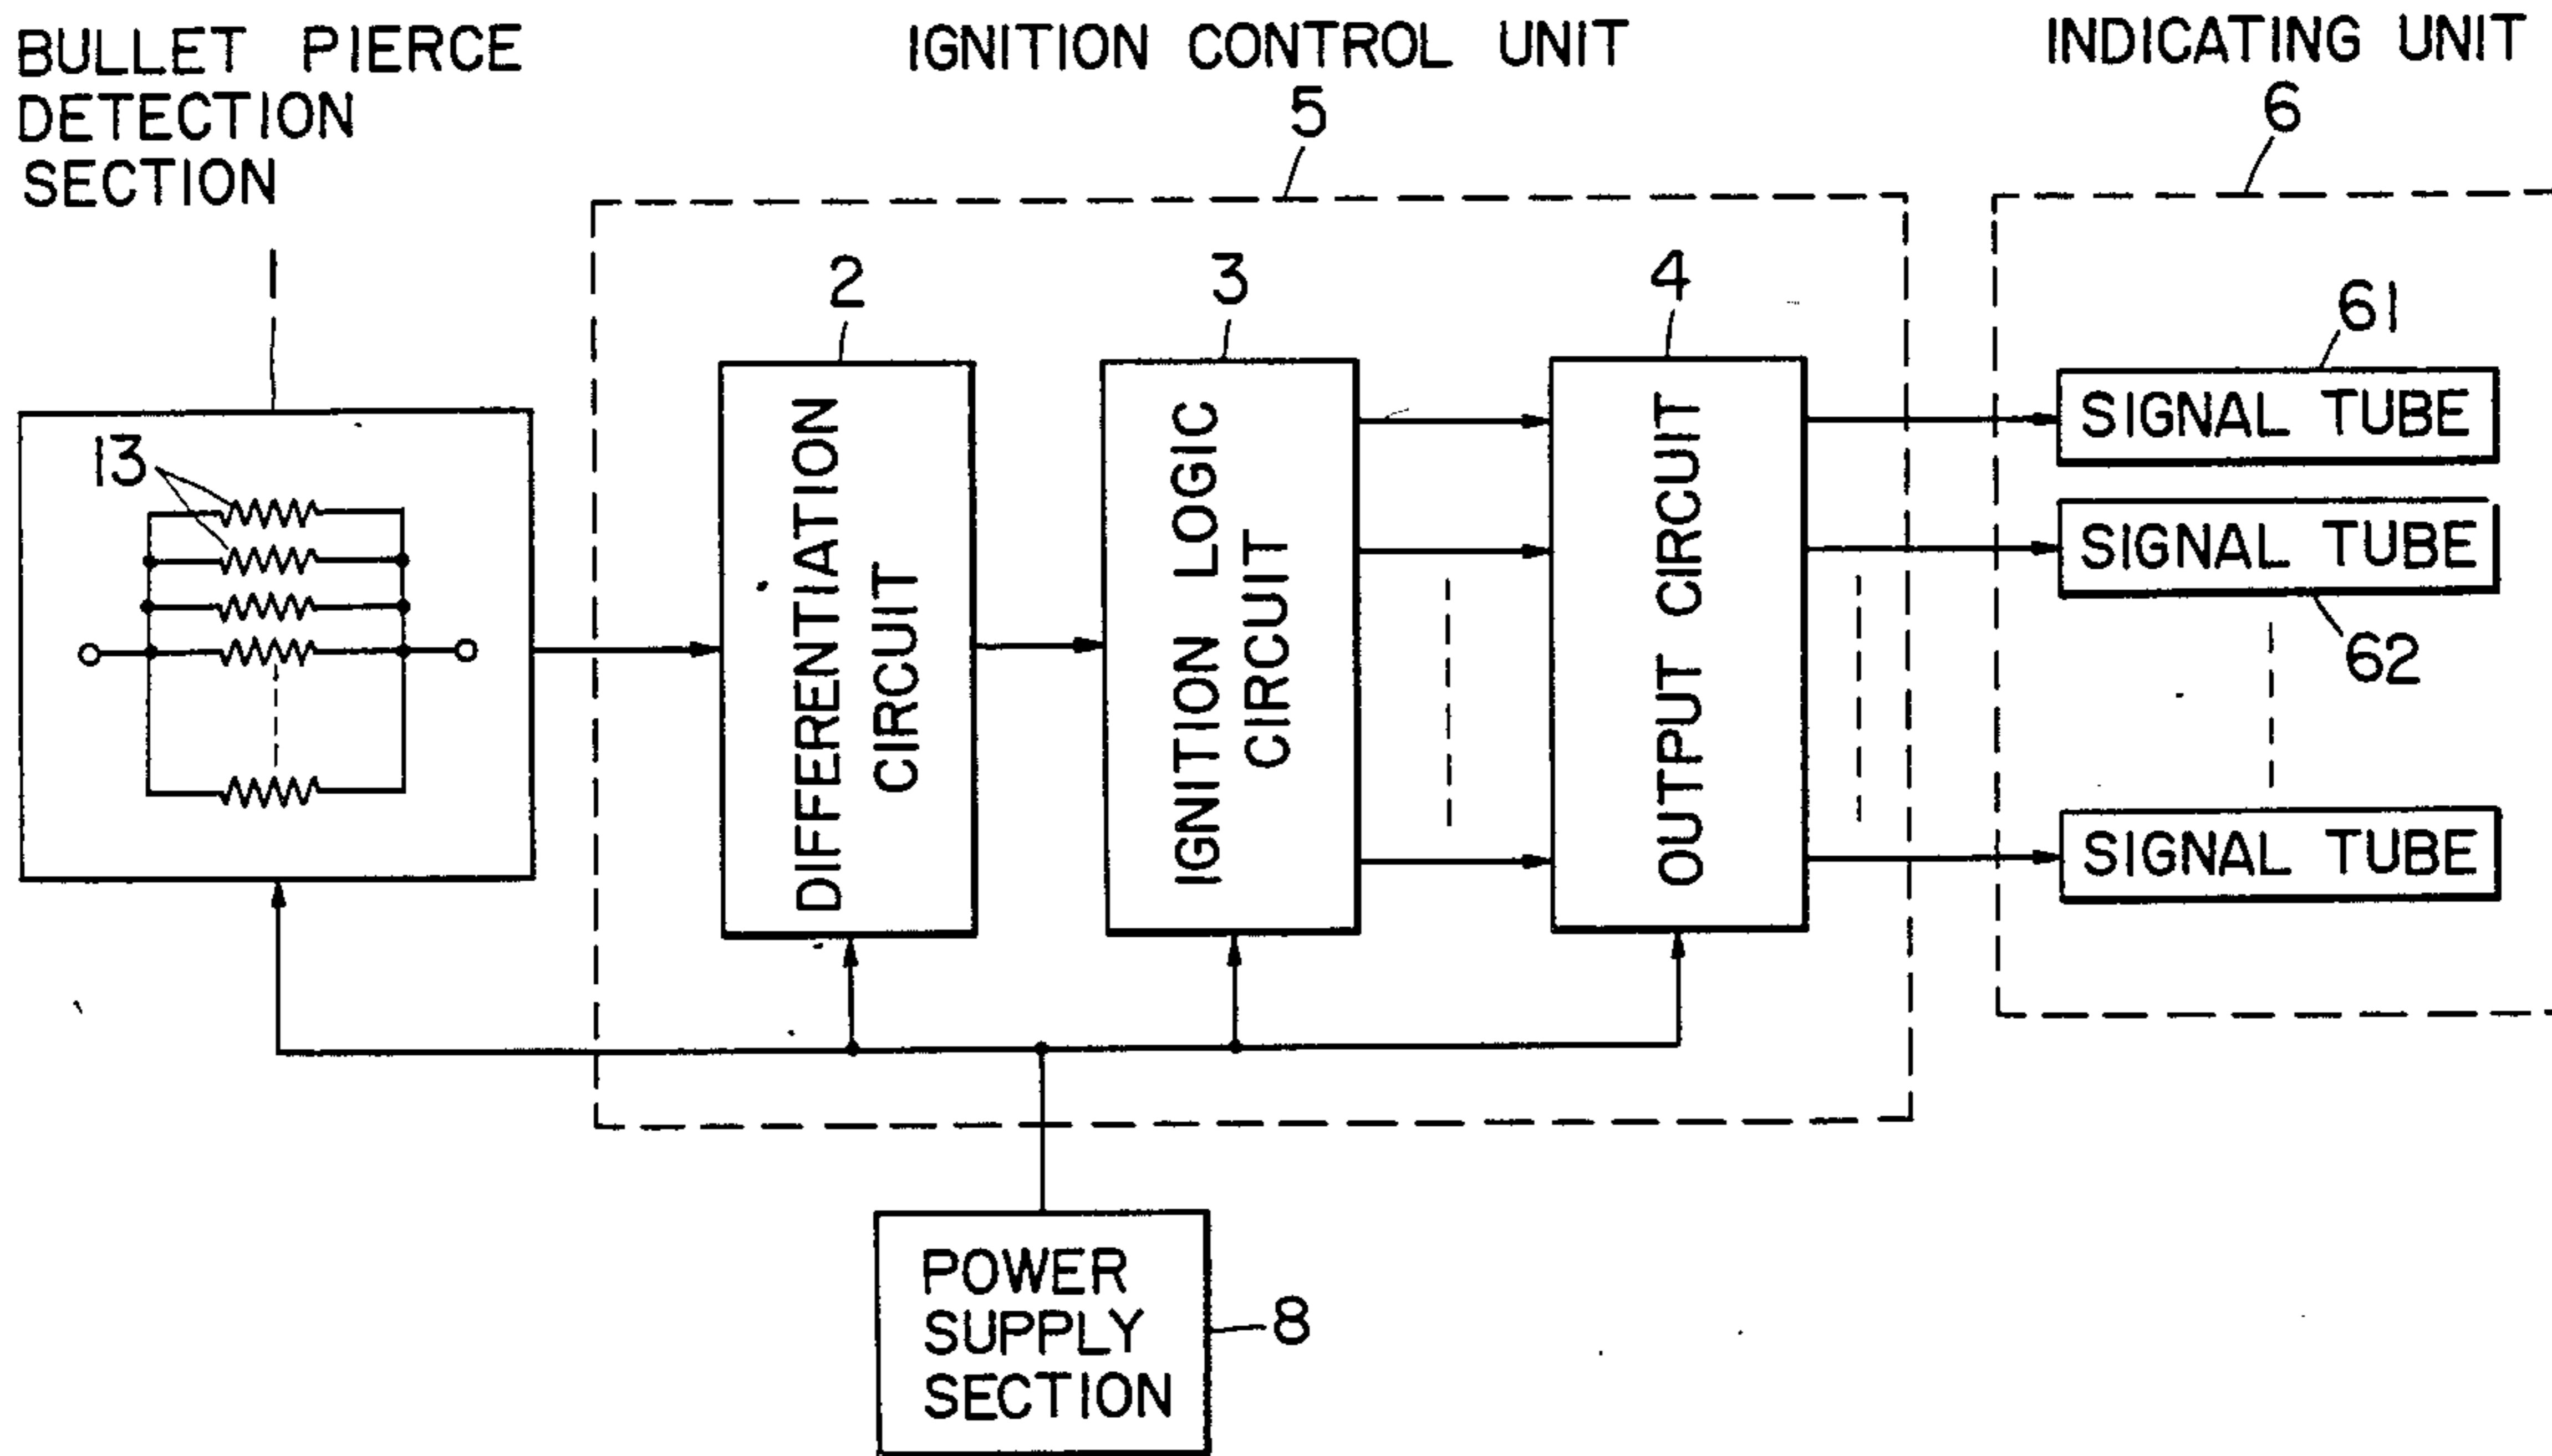 BULLET PIERCE
DETECTION
SECTION
1
IGNITION CONTROL UNIT
5
INDICATING UNIT
6
13
2
DIFFERENTIATION
CIRCUIT
3
IGNITION LOGIC
CIRCUIT
4
OUTPUT CIRCUIT
61
SIGNAL TUBE
SIGNAL TUBE
62
SIGNAL TUBE
POWER
SUPPLY
SECTION
8